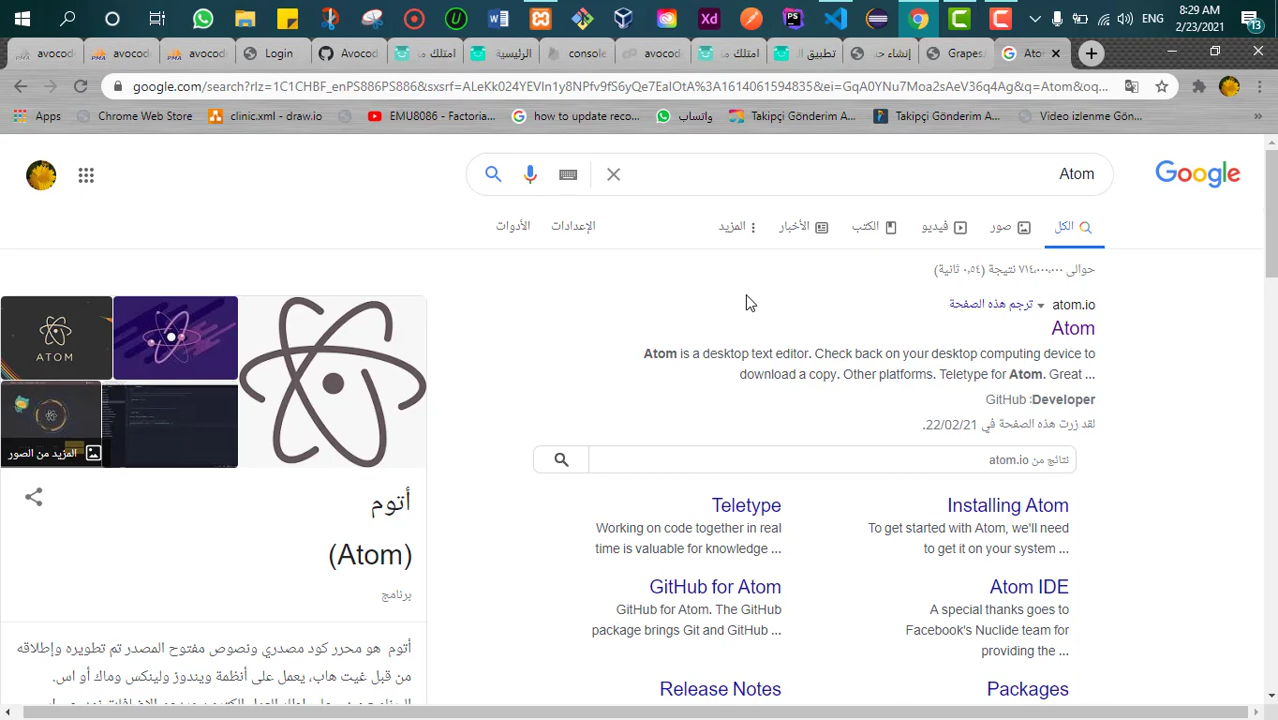 ENG
8:29 AM
2/23/2021
13
avocod
avocod
avocod
Login
Avocod
امتلك مـ
الرئيسية
console
avocod
امتلك مـ
تطبيق ال
إنشاء حد
Grapes
Ato
google.com/search?rlz=1C1CHBF_enPS886PS886&sxsrf=ALeKk024YEVIn1y8NPfv9fS6yQe7EaIOtA%3A1614061594835&ei=GqA0YNu7Moa2sAeV36q4Ag&q=Atom&oq...
Apps
Chrome Web Store
clinic.xml - draw.io
EMU8086 - Factoria...
how to update reco...
واتساب
Takipçi Gönderim A...
Takipçi Gönderim A...
Video izlenme Gön...
Atom
Google
الكل
صور
فيديو
الكتب
الأخبار
المزيد
الإعدادات
الأدوات
حوالى ٧١٤,٠٠٠,٠٠٠ نتيجة (٠,٥٤ ثانية)
atom.io ترجم هذه الصفحة
Atom
Atom is a desktop text editor. Check back on your desktop computing device to
download a copy. Other platforms. Teletype for Atom. Great ...
GitHub :Developer
لقد زرت هذه الصفحة في 22/02/21.
نتائج من atom.io
Installing Atom
To get started with Atom, we'll need
to get it on your system ...
Teletype
Working on code together in real
time is valuable for knowledge ...
Atom IDE
A special thanks goes to
Facebook's Nuclide team for
providing the ...
GitHub for Atom
GitHub for Atom. The GitHub
package brings Git and GitHub ...
Packages
Release Notes
ATOM
المزيد من الصور
أتوم
(Atom)
برنامج
أتوم هو محرر كود مصدري ونصوص مفتوح المصدر تم تطويره وإطلاقه
من قبل غيت هاب، يعمل على أنظمة ويندوز ولينكس وماك أو اس.